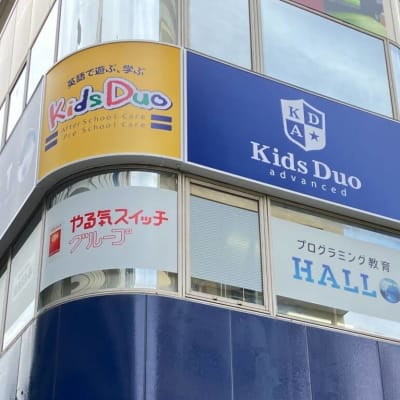 英語で遊ぶ、学ぶ
Kids Duo
After School Care
Pre School Care
K D
A
Kids Duo
advanced
やる気スイッチ
グループ
プログラミング教育
HALLO